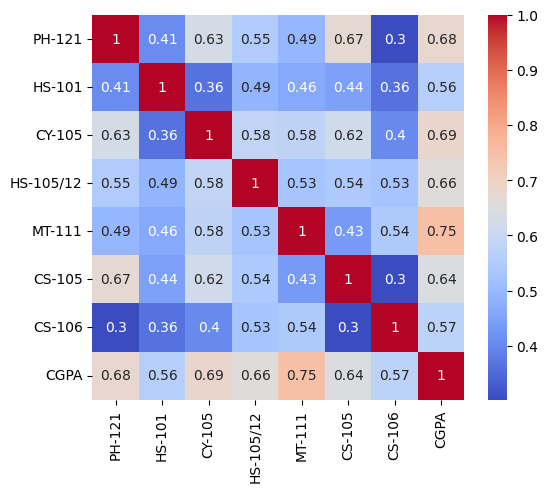 PH-121 1 0.41 0.63 0.55 0.49 0.67 0.3 0.68
HS-101 0.41 1 0.36 0.49 0.46 0.44 0.36 0.56
CY-105 0.63 0.36 1 0.58 0.58 0.62 0.4 0.69
HS-105/12 0.55 0.49 0.58 1 0.53 0.54 0.53 0.66
MT-111 0.49 0.46 0.58 0.53 1 0.43 0.54 0.75
CS-105 0.67 0.44 0.62 0.54 0.43 1 0.3 0.64
CS-106 0.3 0.36 0.4 0.53 0.54 0.3 1 0.57
CGPA 0.68 0.56 0.69 0.66 0.75 0.64 0.57 1
PH-121 HS-101 CY-105 HS-105/12 MT-111 CS-105 CS-106 CGPA
1.0
0.9
0.8
0.7
0.6
0.5
0.4